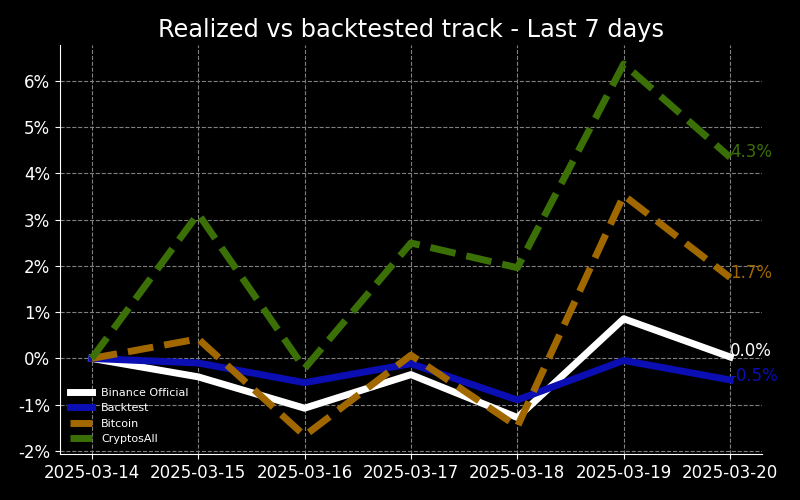 Realized vs backtested track - Last 7 days
6%
5%
4%
3%
2%
1%
0%
-1%
-2%
4.3%
1.7%
0.0%
-0.5%
Binance Official
Backtest
Bitcoin
CryptosAll
2025-03-14 2025-03-15 2025-03-16 2025-03-17 2025-03-18 2025-03-19 2025-03-20